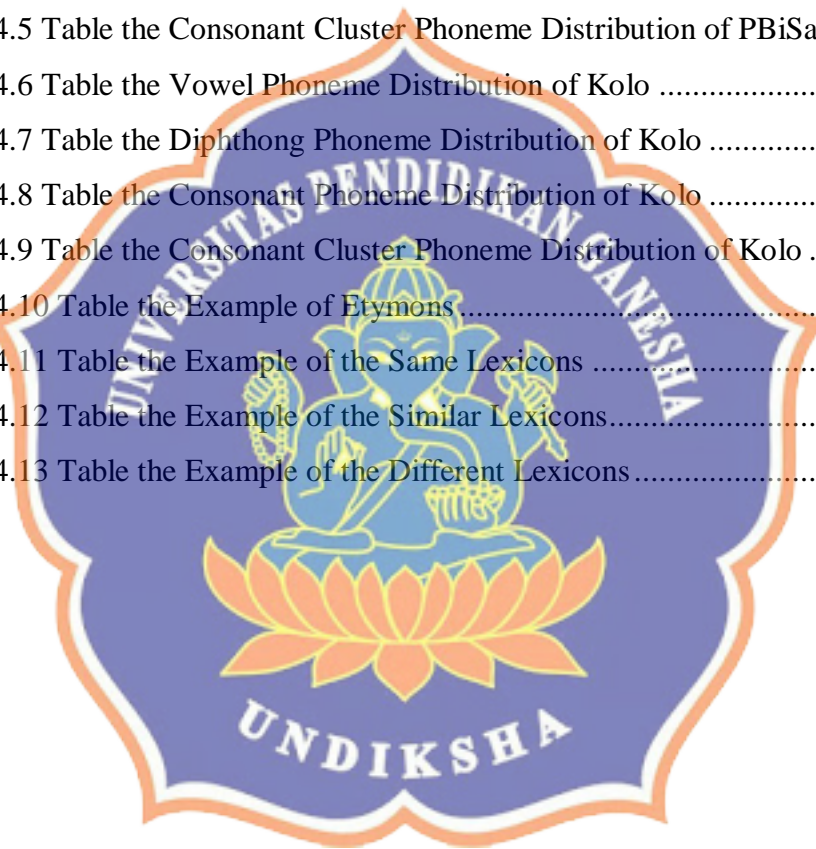 4.5 Table the Consonant Cluster Phoneme Distribution of PBiSa
4.6 Table the Vowel Phoneme Distribution of Kolo ....................
4.7 Table the Diphthong Phoneme Distribution of Kolo .............
4.8 Table the Consonant Phoneme Distribution of Kolo .............
4.9 Table the Consonant Cluster Phoneme Distribution of Kolo .
4.10 Table the Example of Etymons ..............................................
4.11 Table the Example of the Same Lexicons ............................
4.12 Table the Example of the Similar Lexicons.........................
4.13 Table the Example of the Different Lexicons .....................
UNIVERSITAS PENDIDIKAN GANESHA
UNDIKSHA